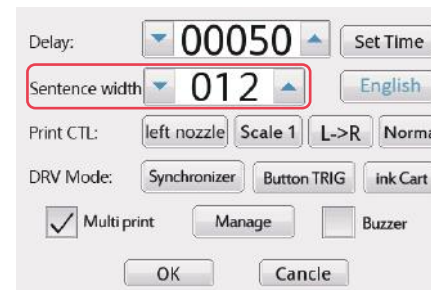 Delay: 00050 Set Time
Sentence width 012 English
Print CTL: left nozzle Scale 1 L->R Norma
DRV Mode: Synchronizer Button TRIG ink Cart
Multi print Manage Buzzer
OK Cancle